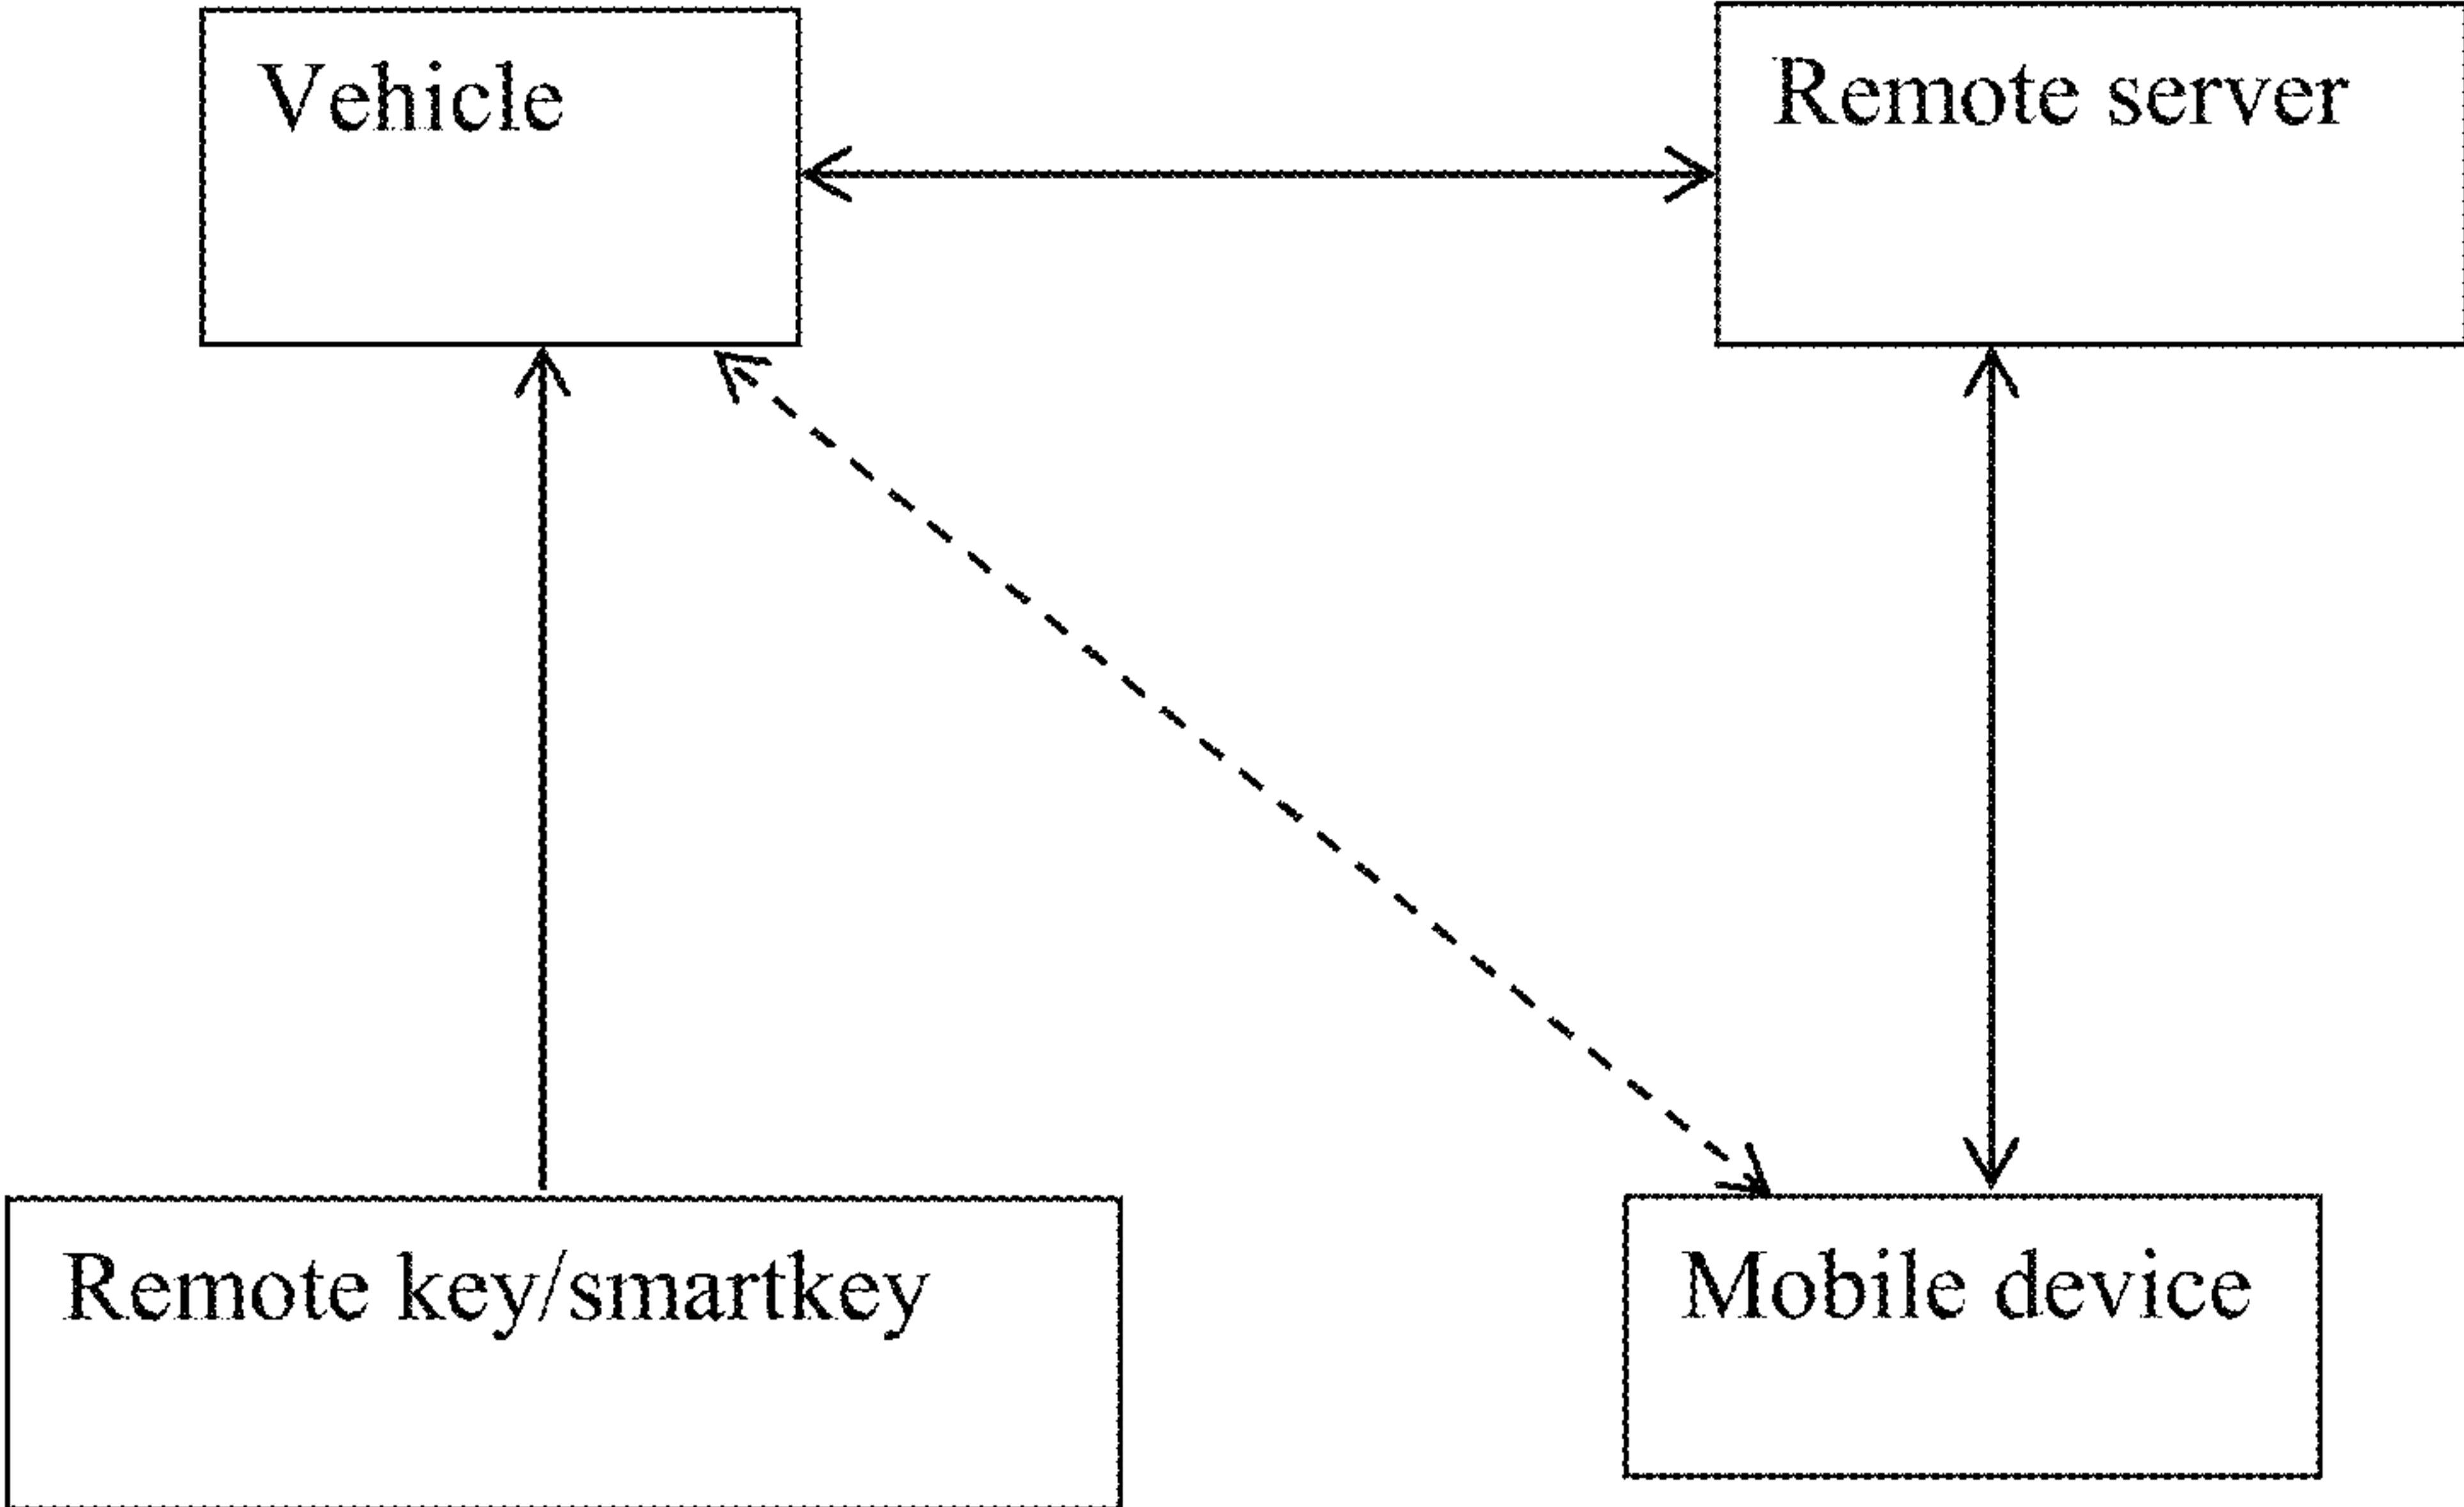 Vehicle
Remote server
Remote key/smartkey
Mobile device